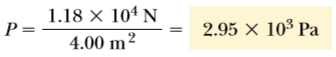 P = 1.18 × 10⁴ N / 4.00 m² = 2.95 × 10³ Pa